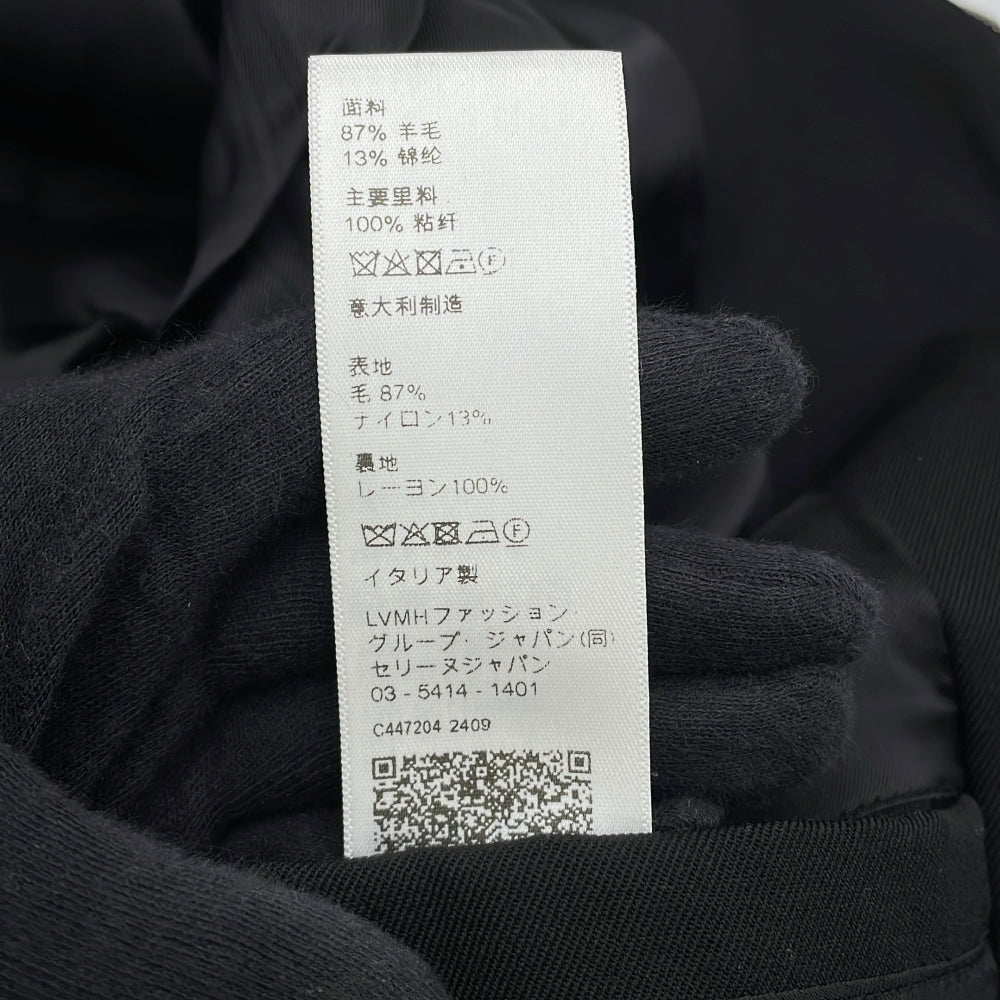 面料
87% 羊毛
13% 锦纶
主要里料
100% 粘纤
F
意大利制造
表地
毛 87%
ナイロン13%
裏地
レーヨン100%
F
イタリア製
LVMHファッション・
グループ・ジャパン(同)
セリーヌジャパン
03 - 5414 - 1401
C447204 2409